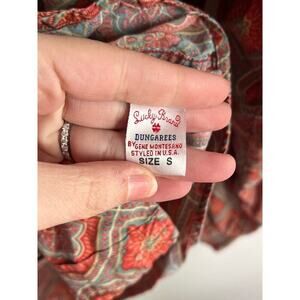 Lucky Brand
DUNGAREES
BY GENE MONTESANO
STYLED IN U.S.A.
SIZE S